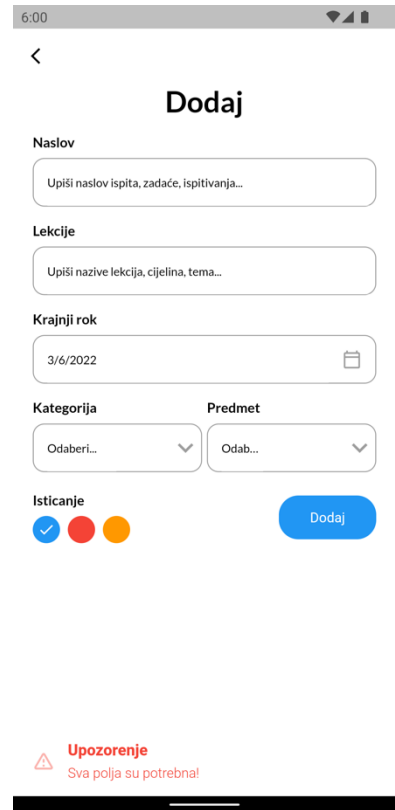 6:00
Dodaj
Naslov
Upiši naslov ispita, zadaće, ispitivanja...
Lekcije
Upiši nazive lekcija, cijelina, tema...
Krajnji rok
3/6/2022
Kategorija Predmet
Odaberi... Odab...
Isticanje
Dodaj
Upozorenje
Sva polja su potrebna!